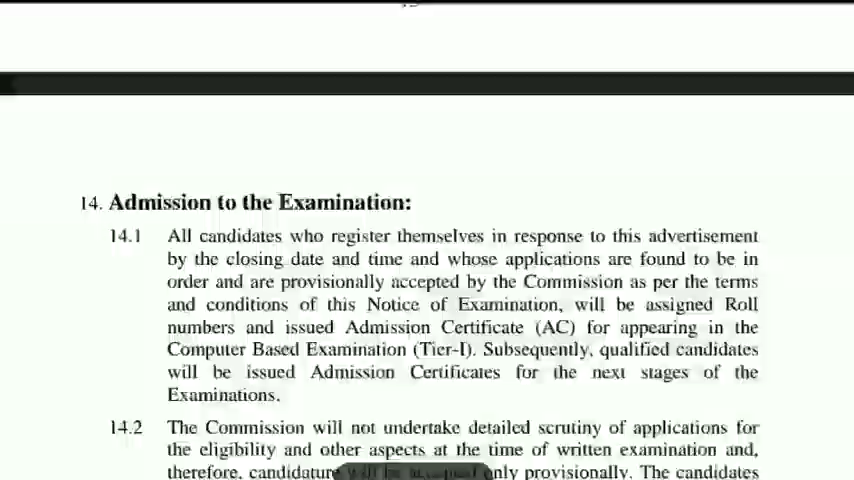 14. Admission to the Examination:
14.1 All candidates who register themselves in response to this advertisement
by the closing date and time and whose applications are found to be in
order and are provisionally accepted by the Commission as per the terms
and conditions of this Notice of Examination, will be assigned Roll
numbers and issued Admission Certificate (AC) for appearing in the
Computer Based Examination (Tier-I). Subsequently, qualified candidates
will be issued Admission Certificates for the next stages of the
Examinations.
14.2 The Commission will not undertake detailed scrutiny of applications for
the eligibility and other aspects at the time of written examination and,
therefore, candidature will be accepted only provisionally. The candidates